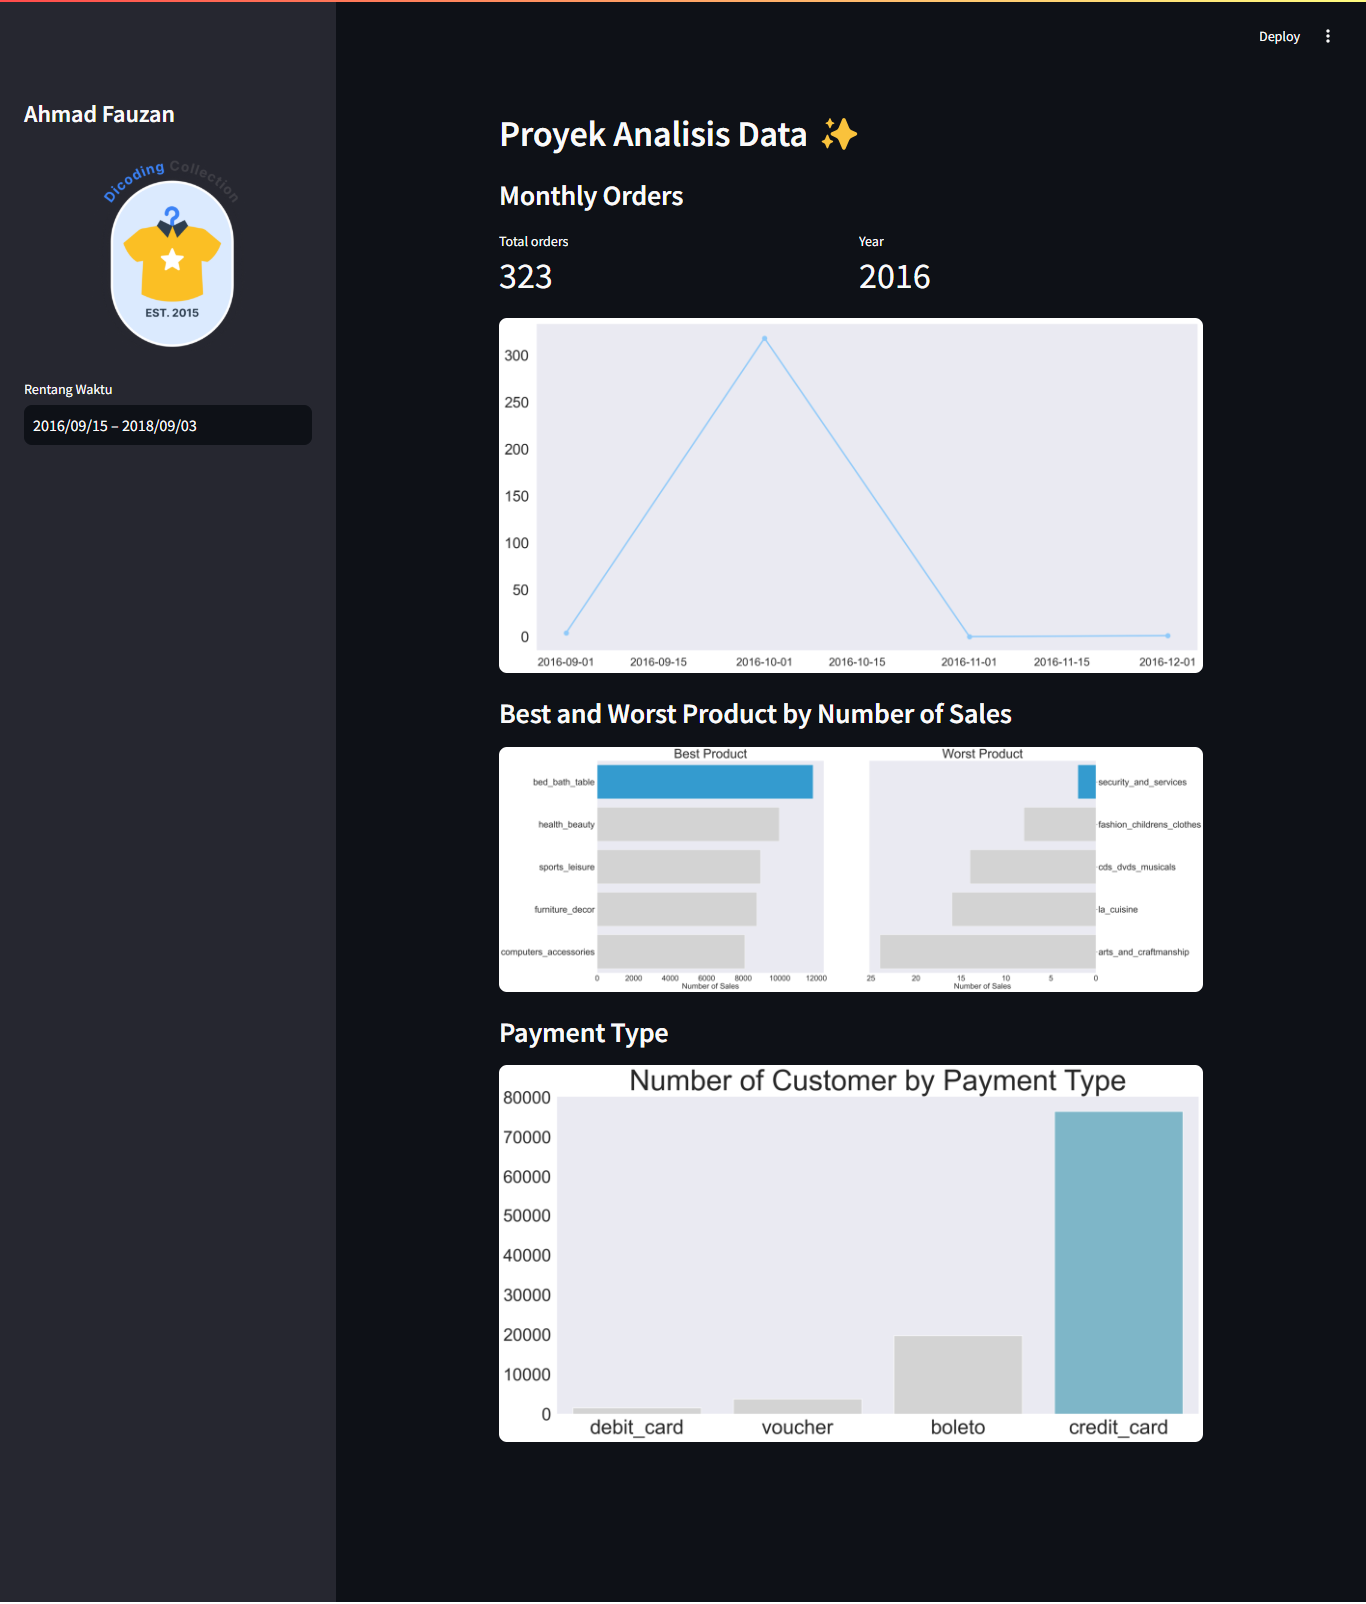 Deploy
Ahmad Fauzan
Dicoding Collection
EST. 2015
Rentang Waktu
2016/09/15 – 2018/09/03
Proyek Analisis Data ✨
Monthly Orders
Total orders
Year
323
2016
300
250
200
150
100
50
0
2016-09-01 2016-09-15 2016-10-01 2016-10-15 2016-11-01 2016-11-15 2016-12-01
Best and Worst Product by Number of Sales
Best Product
bed_bath_table
health_beauty
sports_leisure
furniture_decor
computers_accessories
0 2000 4000 6000 8000 10000 12000
Number of Sales
Worst Product
security_and_services
fashion_childrens_clothes
cds_dvds_musicals
la_cuisine
arts_and_craftmanship
25 20 15 10 5 0
Number of Sales
Payment Type
Number of Customer by Payment Type
80000
70000
60000
50000
40000
30000
20000
10000
0
debit_card voucher boleto credit_card